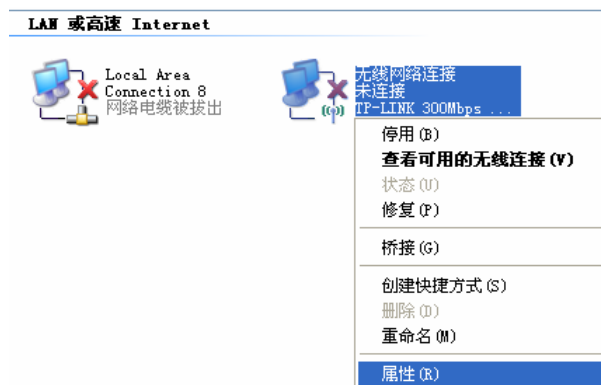 LAN 或高速 Internet
Local Area
Connection 8
网络电缆被拔出
无线网络连接
未连接
TP-LINK 300Mbps ...
停用(B)
查看可用的无线连接(V)
状态(U)
修复(P)
桥接(G)
创建快捷方式(S)
删除(D)
重命名(M)
属性(R)